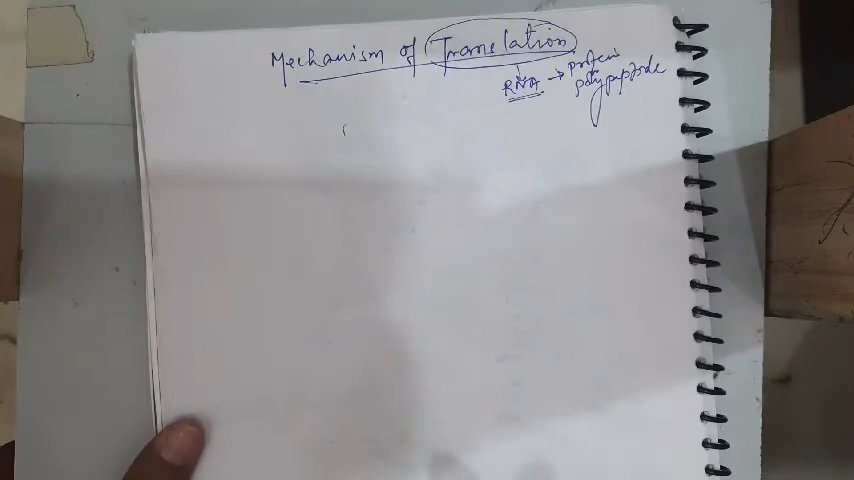 Mechanism of Translation
RNA → Protein
polypeptide